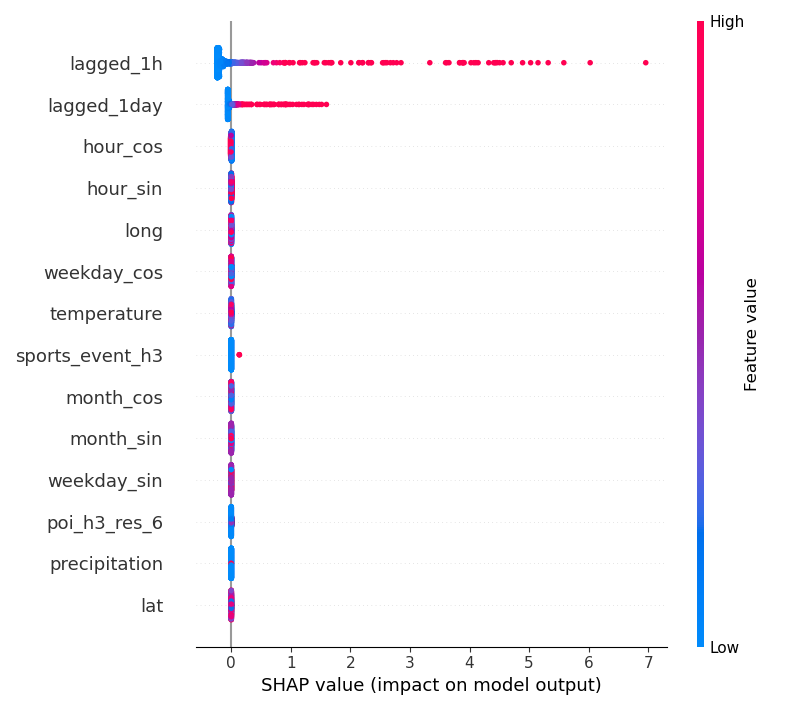 High
lagged_1h
lagged_1day
hour_cos
hour_sin
long
weekday_cos
temperature
sports_event_h3
month_cos
month_sin
weekday_sin
poi_h3_res_6
precipitation
lat
Feature value
Low
0 1 2 3 4 5 6 7
SHAP value (impact on model output)